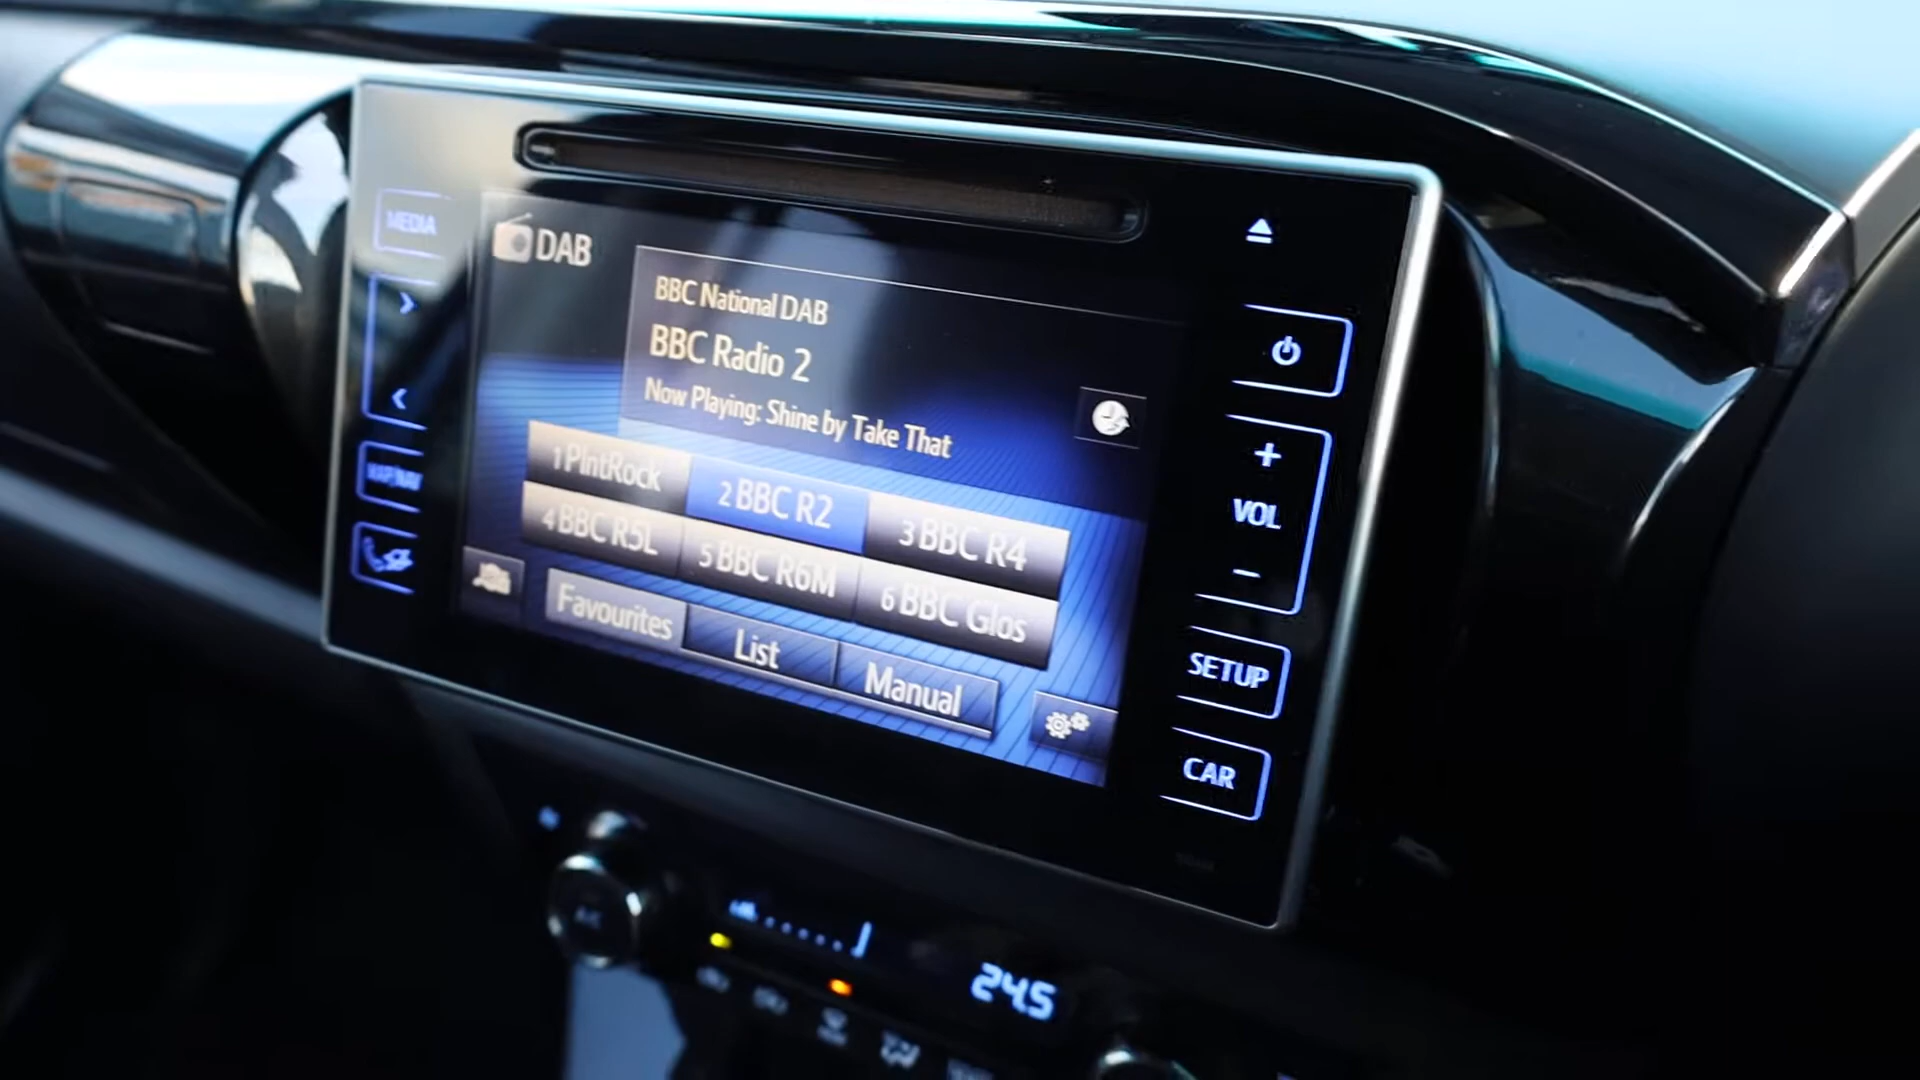 MEDIA
DAB
BBC National DAB
BBC Radio 2
Now Playing: Shine by Take That
1 PlntRock
2 BBC R2
3 BBC R4
4 BBC R5L
5 BBC R6M
6 BBC Glos
Favourites
List
Manual
MAP NAV
+
VOL
−
SETUP
CAR
A/C
24.5